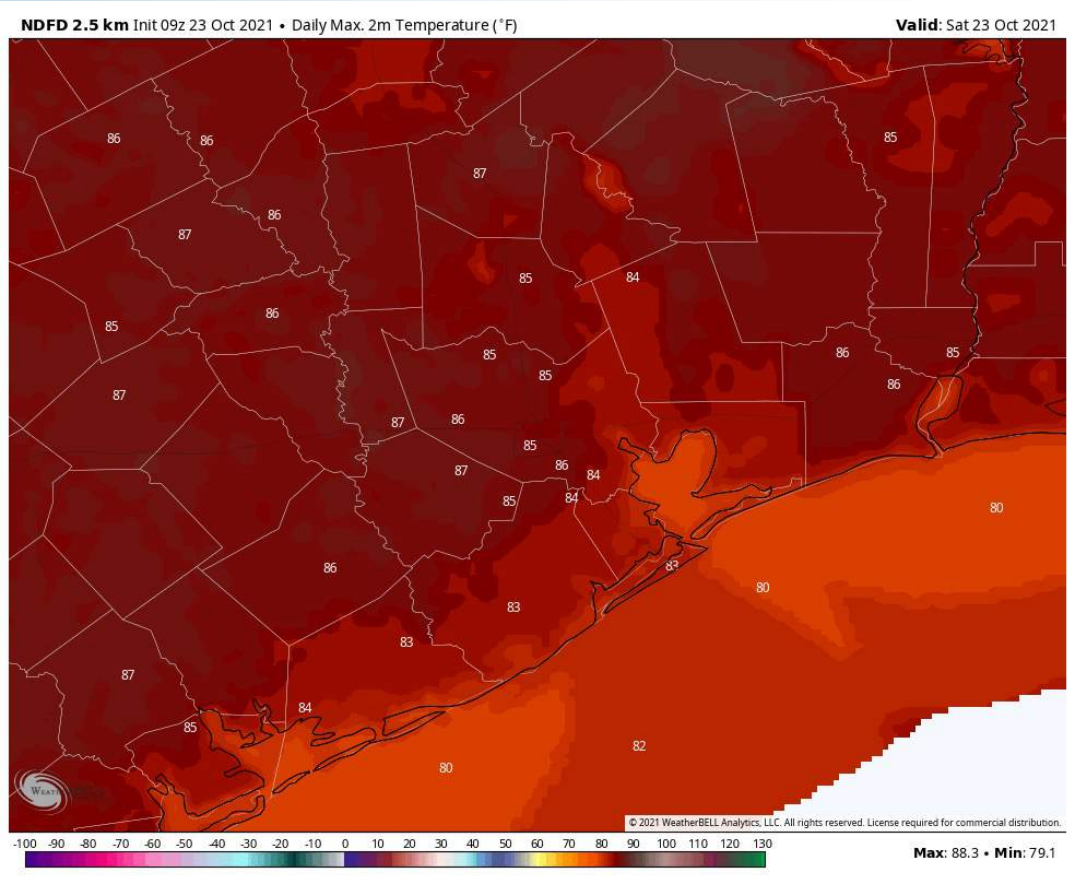 NDFD 2.5 km Init 09z 23 Oct 2021 • Daily Max. 2m Temperature (°F) Valid: Sat 23 Oct 2021
86 86 85
87
86
87
85 84
86
85 85 86 85
85 86
87
87 86
85
87 86 84
85 84
80
86 83
80
83
83
87
84
85
82
80
© 2021 WeatherBELL Analytics, LLC. All rights reserved. License required for commercial distribution.
-100 -90 -80 -70 -60 -50 -40 -30 -20 -10 0 10 20 30 40 50 60 70 80 90 100 110 120 130
Max: 88.3 • Min: 79.1